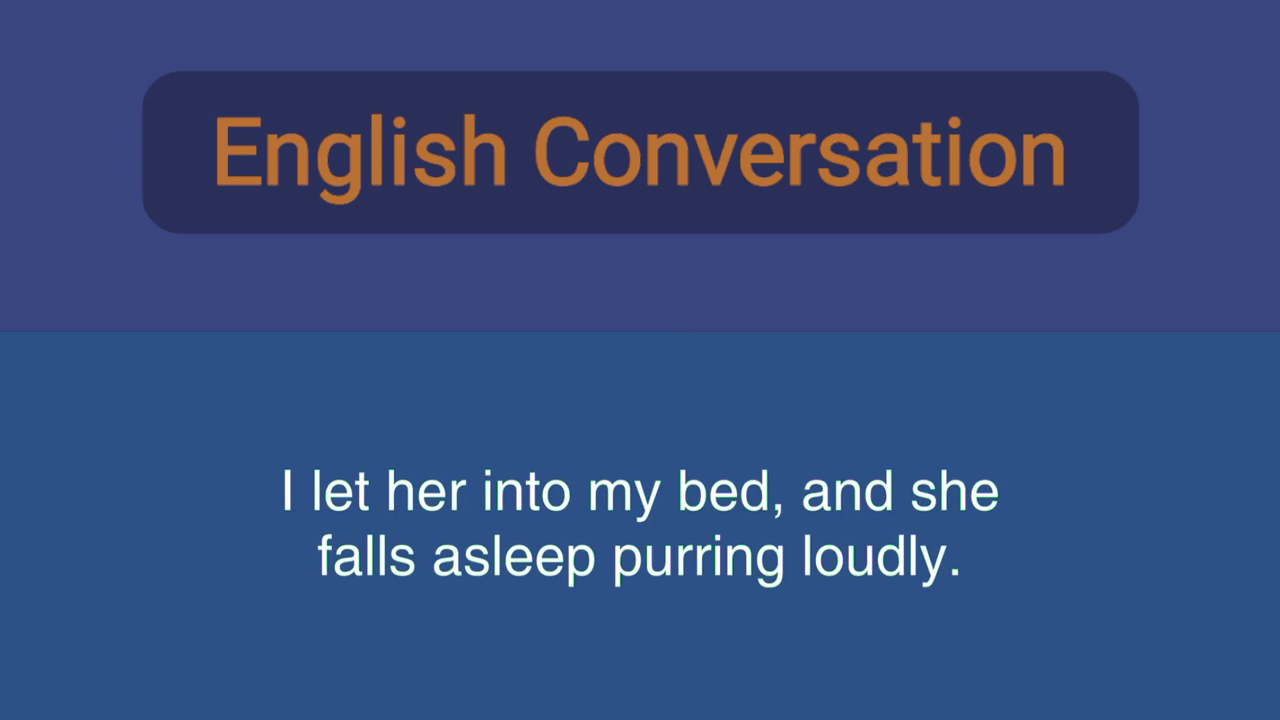 English Conversation
I let her into my bed, and she
falls asleep purring loudly.